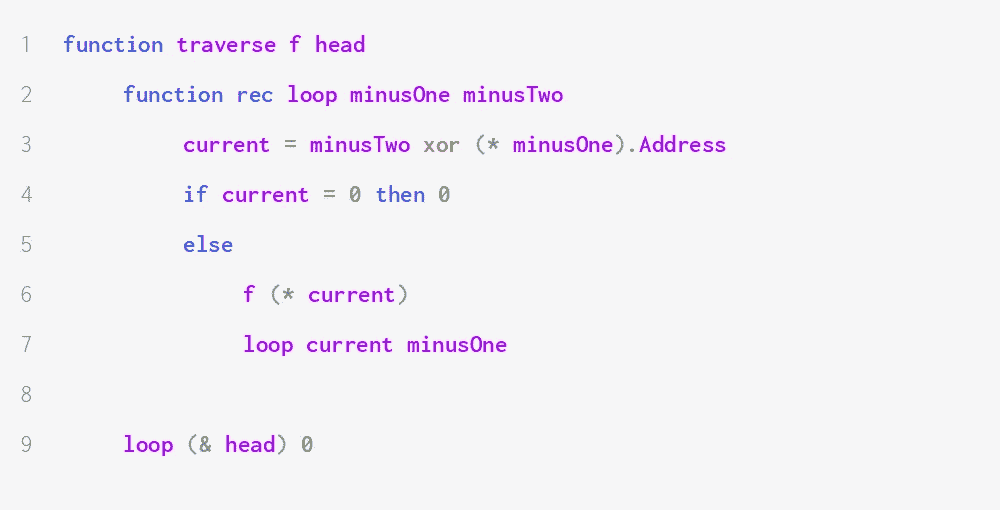 1 function traverse f head
2 function rec loop minusOne minusTwo
3 current = minusTwo xor (* minusOne).Address
4 if current = 0 then 0
5 else
6 f (* current)
7 loop current minusOne
8
9 loop (& head) 0